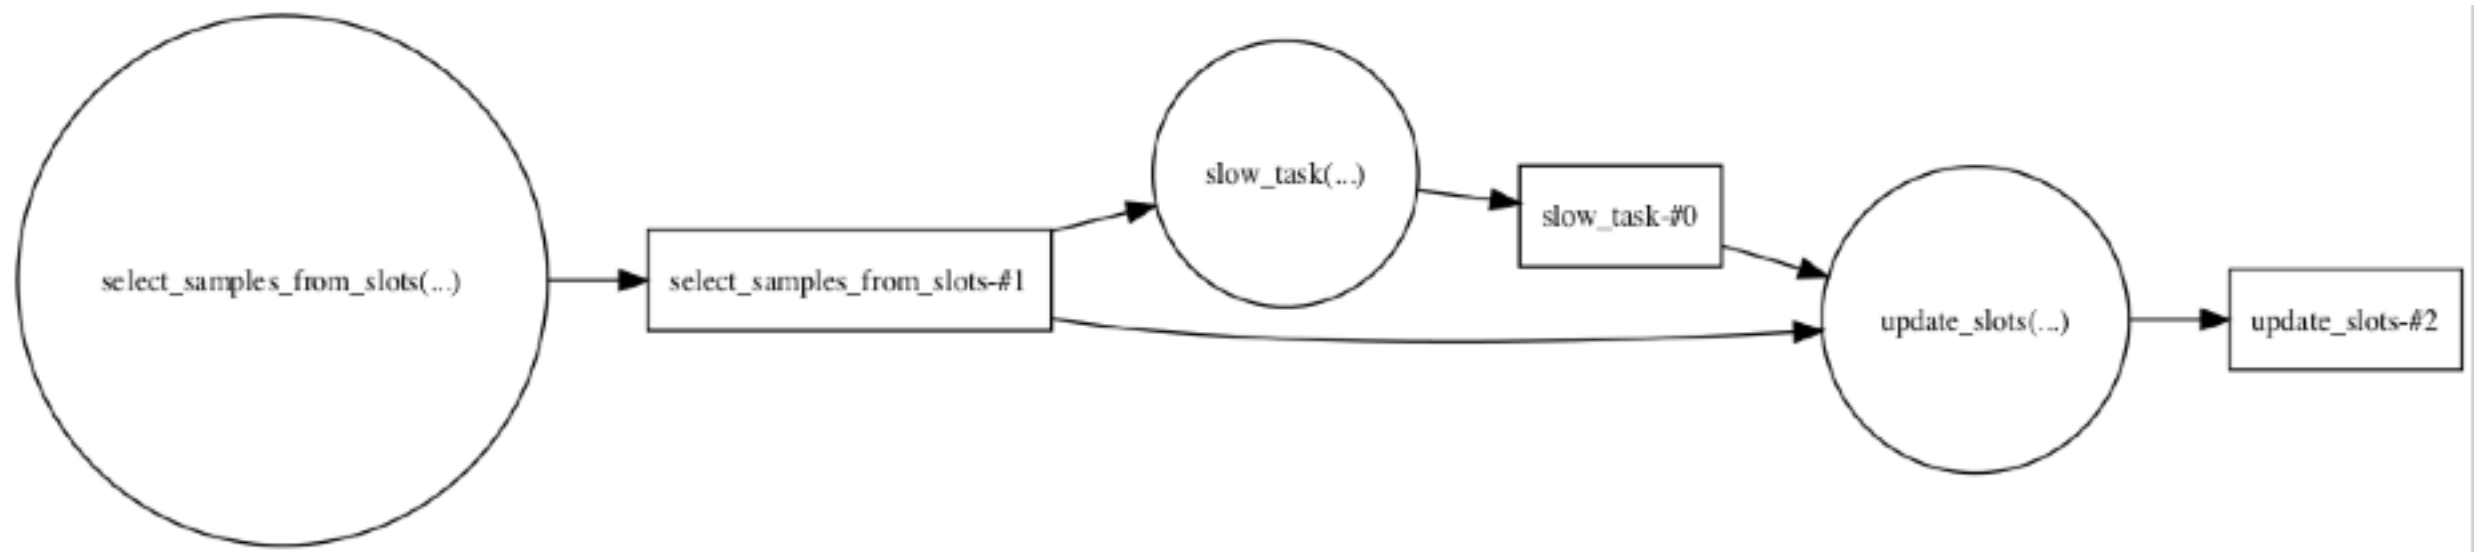 select_samples_from_slots(...)
select_samples_from_slots-#1
slow_task(...)
slow_task-#0
update_slots(...)
update_slots-#2